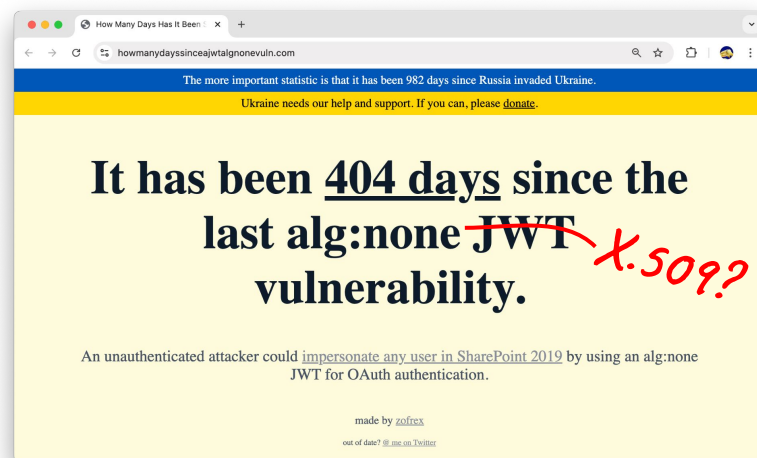 How Many Days Has It Been S
howmanydayssinceajwtalgnonevuln.com
The more important statistic is that it has been 982 days since Russia invaded Ukraine.
Ukraine needs our help and support. If you can, please donate.
It has been 404 days since the
last alg:none JWT
X.509?
vulnerability.
An unauthenticated attacker could impersonate any user in SharePoint 2019 by using an alg:none
JWT for OAuth authentication.
made by zofrex
out of date? @ me on Twitter